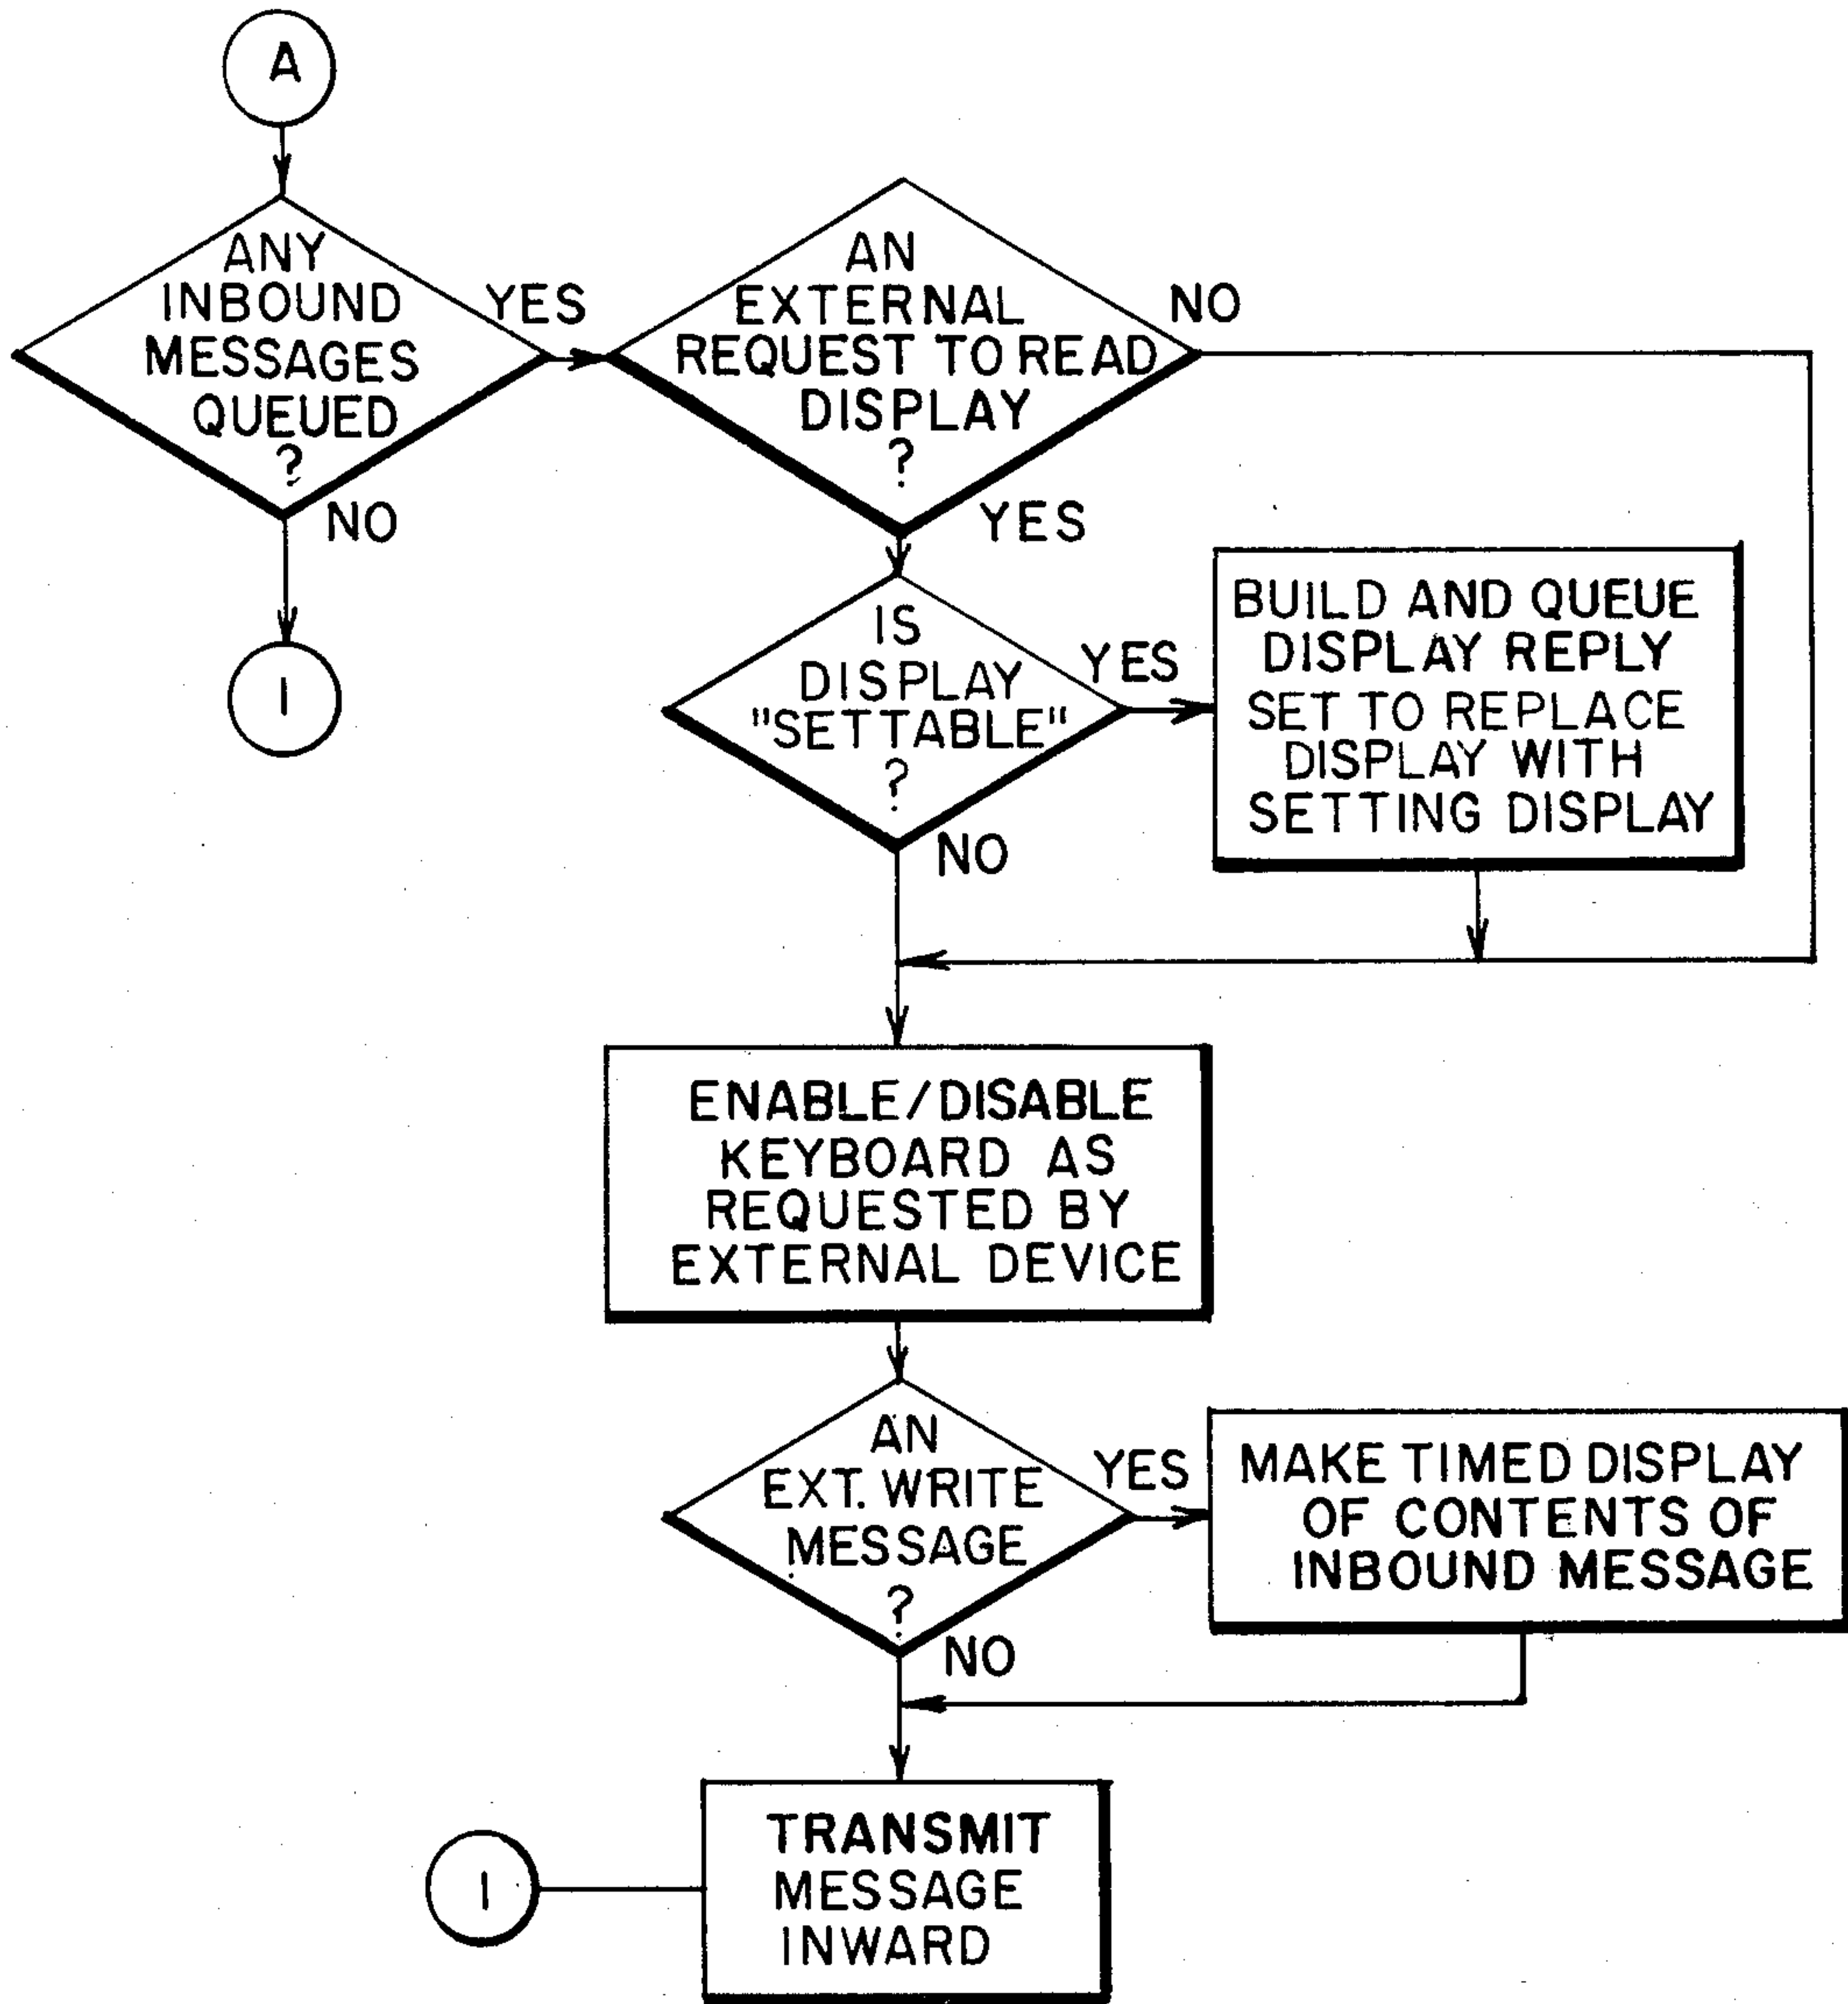 A
ANY
INBOUND
MESSAGES
QUEUED
?
YES
NO
1
AN
EXTERNAL
REQUEST TO READ
DISPLAY
?
NO
YES
IS
DISPLAY
"SETTABLE"
?
YES
NO
BUILD AND QUEUE
DISPLAY REPLY
SET TO REPLACE
DISPLAY WITH
SETTING DISPLAY
ENABLE/DISABLE
KEYBOARD AS
REQUESTED BY
EXTERNAL DEVICE
AN
EXT. WRITE
MESSAGE
?
YES
NO
MAKE TIMED DISPLAY
OF CONTENTS OF
INBOUND MESSAGE
TRANSMIT
MESSAGE
INWARD
1